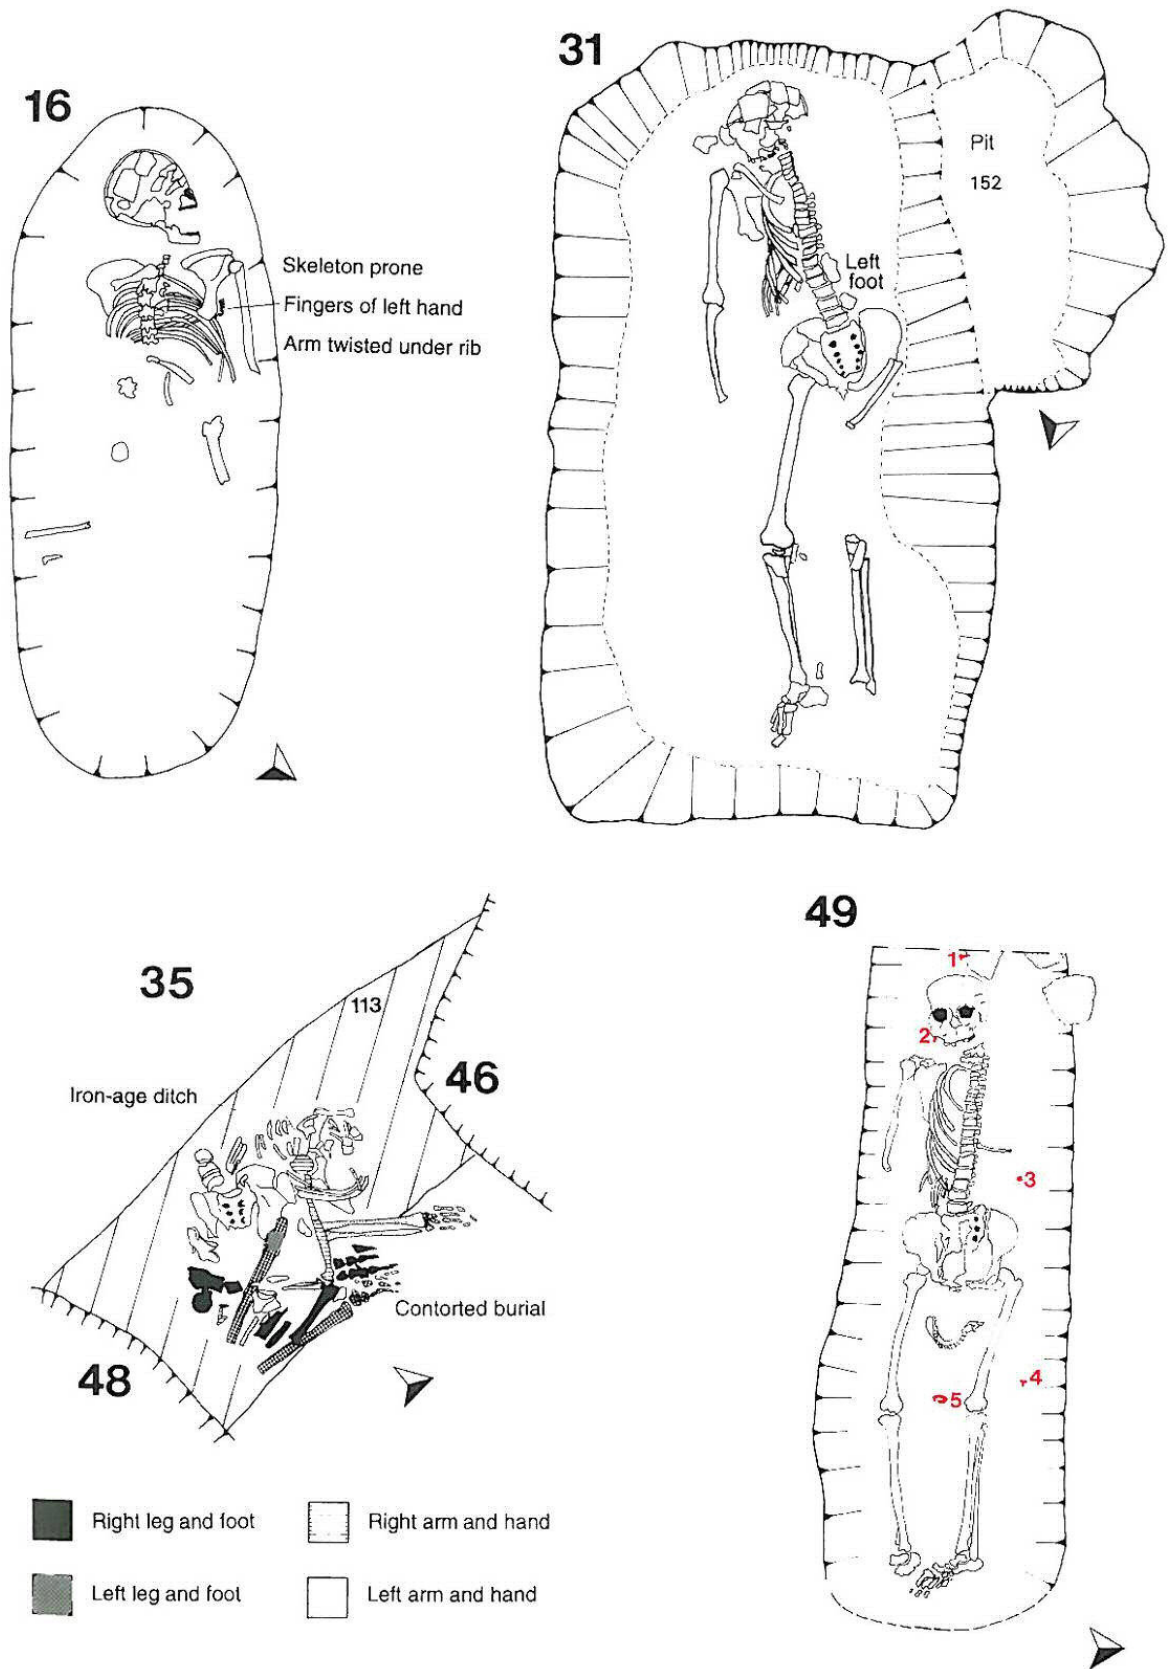 16
Skeleton prone
Fingers of left hand
Arm twisted under rib
31
Pit
152
Left
foot
35
113
Iron-age ditch
46
Contorted burial
48
Right leg and foot
Right arm and hand
Left leg and foot
Left arm and hand
49
1
2
3
4
5